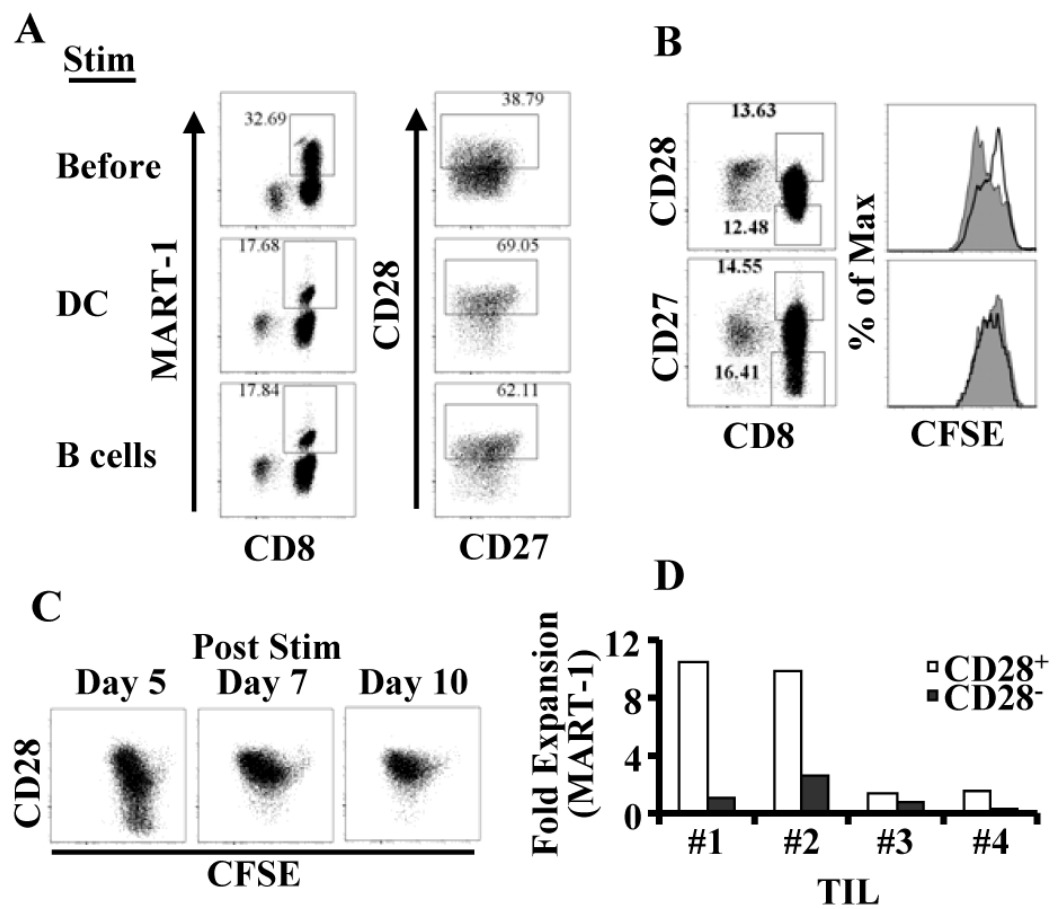 A
Stim
Before
DC
B cells
MART-1
32.69
17.68
17.84
CD8
CD28
38.79
69.05
62.11
CD27
B
CD28
13.63
12.48
CD27
14.55
16.41
CD8
% of Max
CFSE
C
Post Stim
Day 5 Day 7 Day 10
CD28
CFSE
D
Fold Expansion
(MART-1)
12
8
4
0
CD28⁺
CD28⁻
#1 #2 #3 #4
TIL